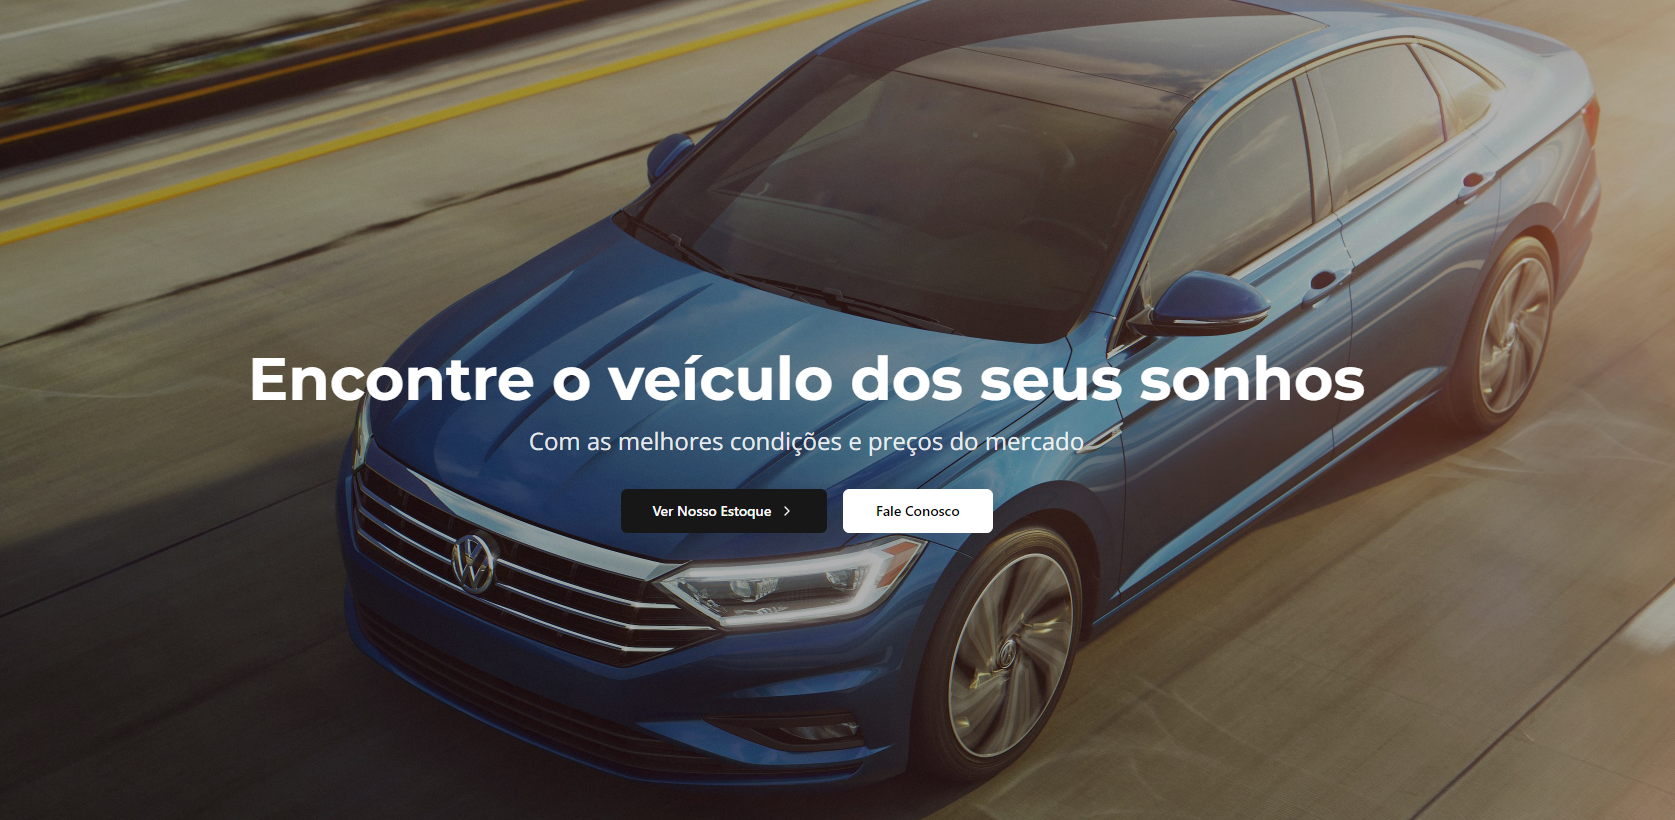 Encontre o veículo dos seus sonhos
Com as melhores condições e preços do mercado
Ver Nosso Estoque
Fale Conosco